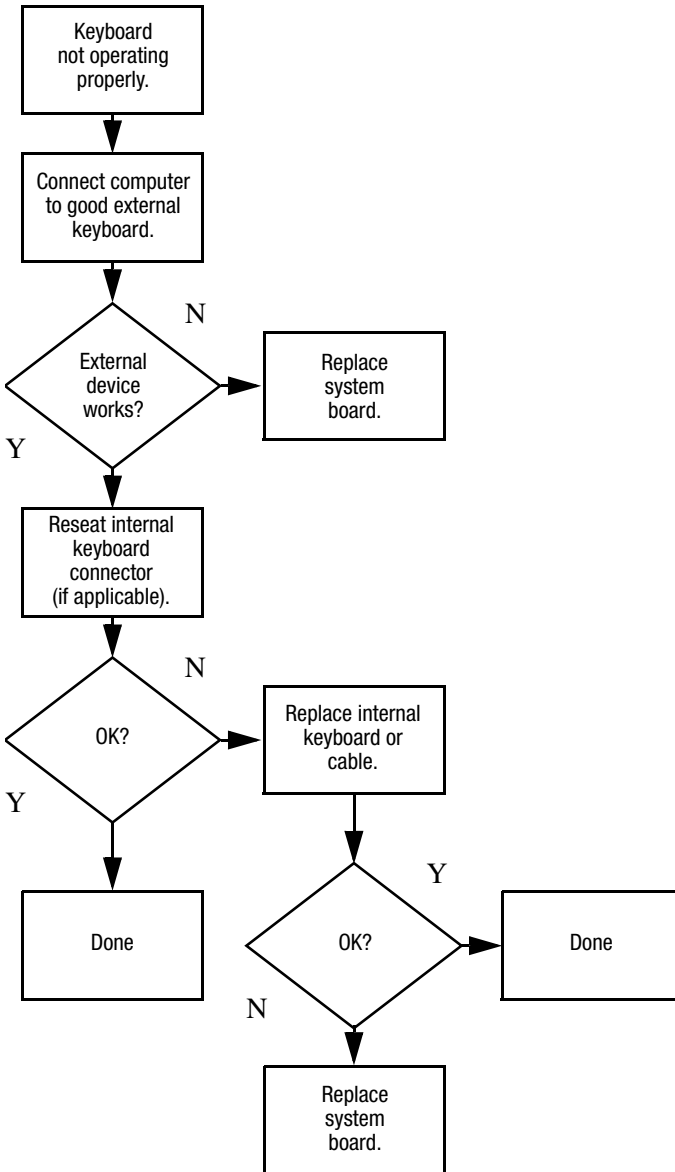 Keyboard
not operating
properly.
Connect computer
to good external
keyboard.
N
External
device
works?
Replace
system
board.
Y
Reseat internal
keyboard
connector
(if applicable).
N
OK?
Replace internal
keyboard or
cable.
Y
Y
Done
OK?
Done
N
Replace
system
board.